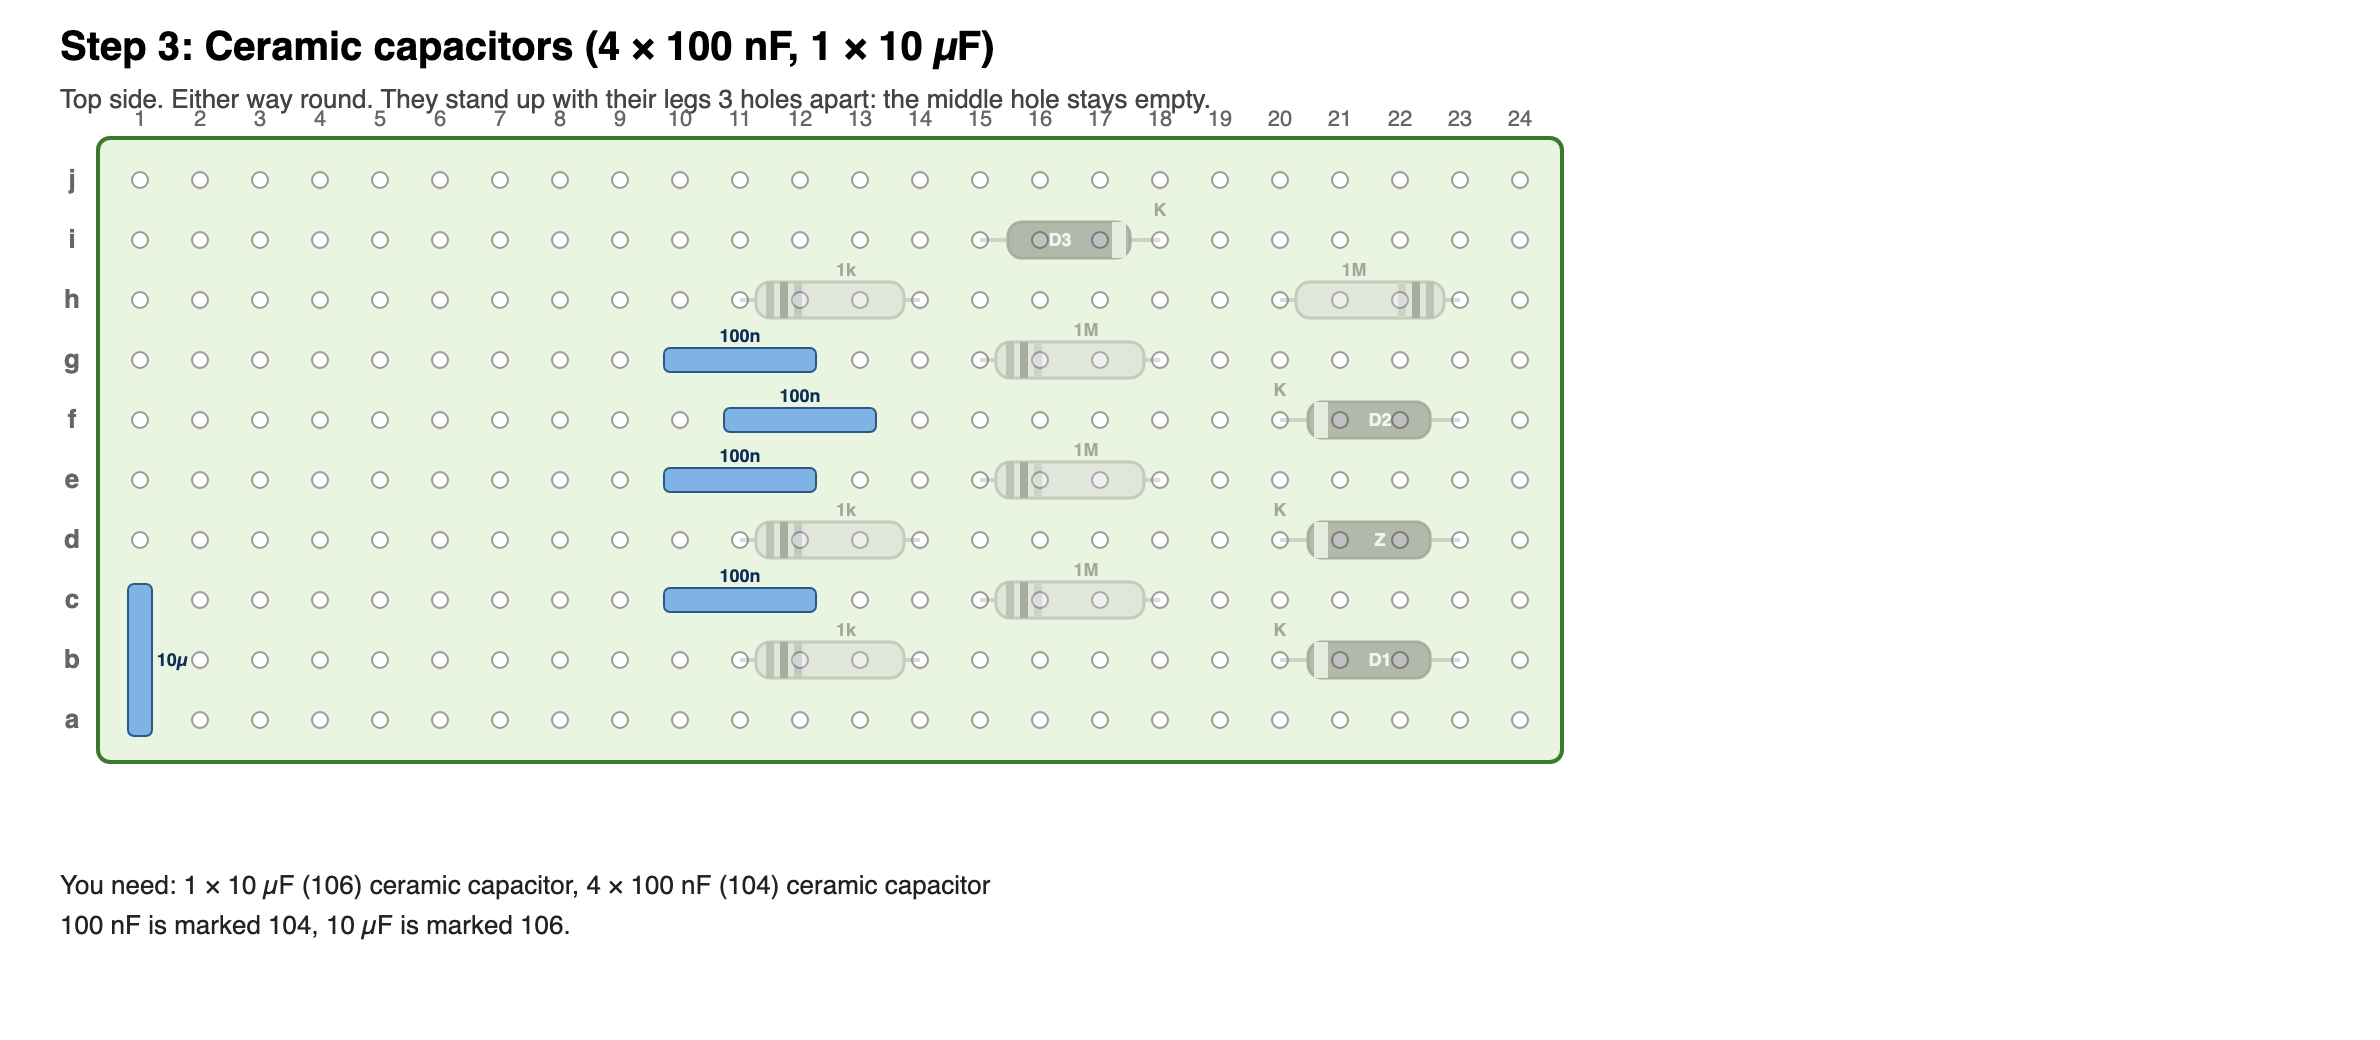 Step 3: Ceramic capacitors (4 × 100 nF, 1 × 10 µF)
Top side. Either way round. They stand up with their legs 3 holes apart: the middle hole stays empty.
1 2 3 4 5 6 7 8 9 10 11 12 13 14 15 16 17 18 19 20 21 22 23 24
j
K
i D3
1k 1M
h
100n 1M
g
100n K
f D2
100n 1M
e
1k K
d Z
100n 1M
c
1k K
b 10µ D1
a
You need: 1 × 10 µF (106) ceramic capacitor, 4 × 100 nF (104) ceramic capacitor
100 nF is marked 104, 10 µF is marked 106.